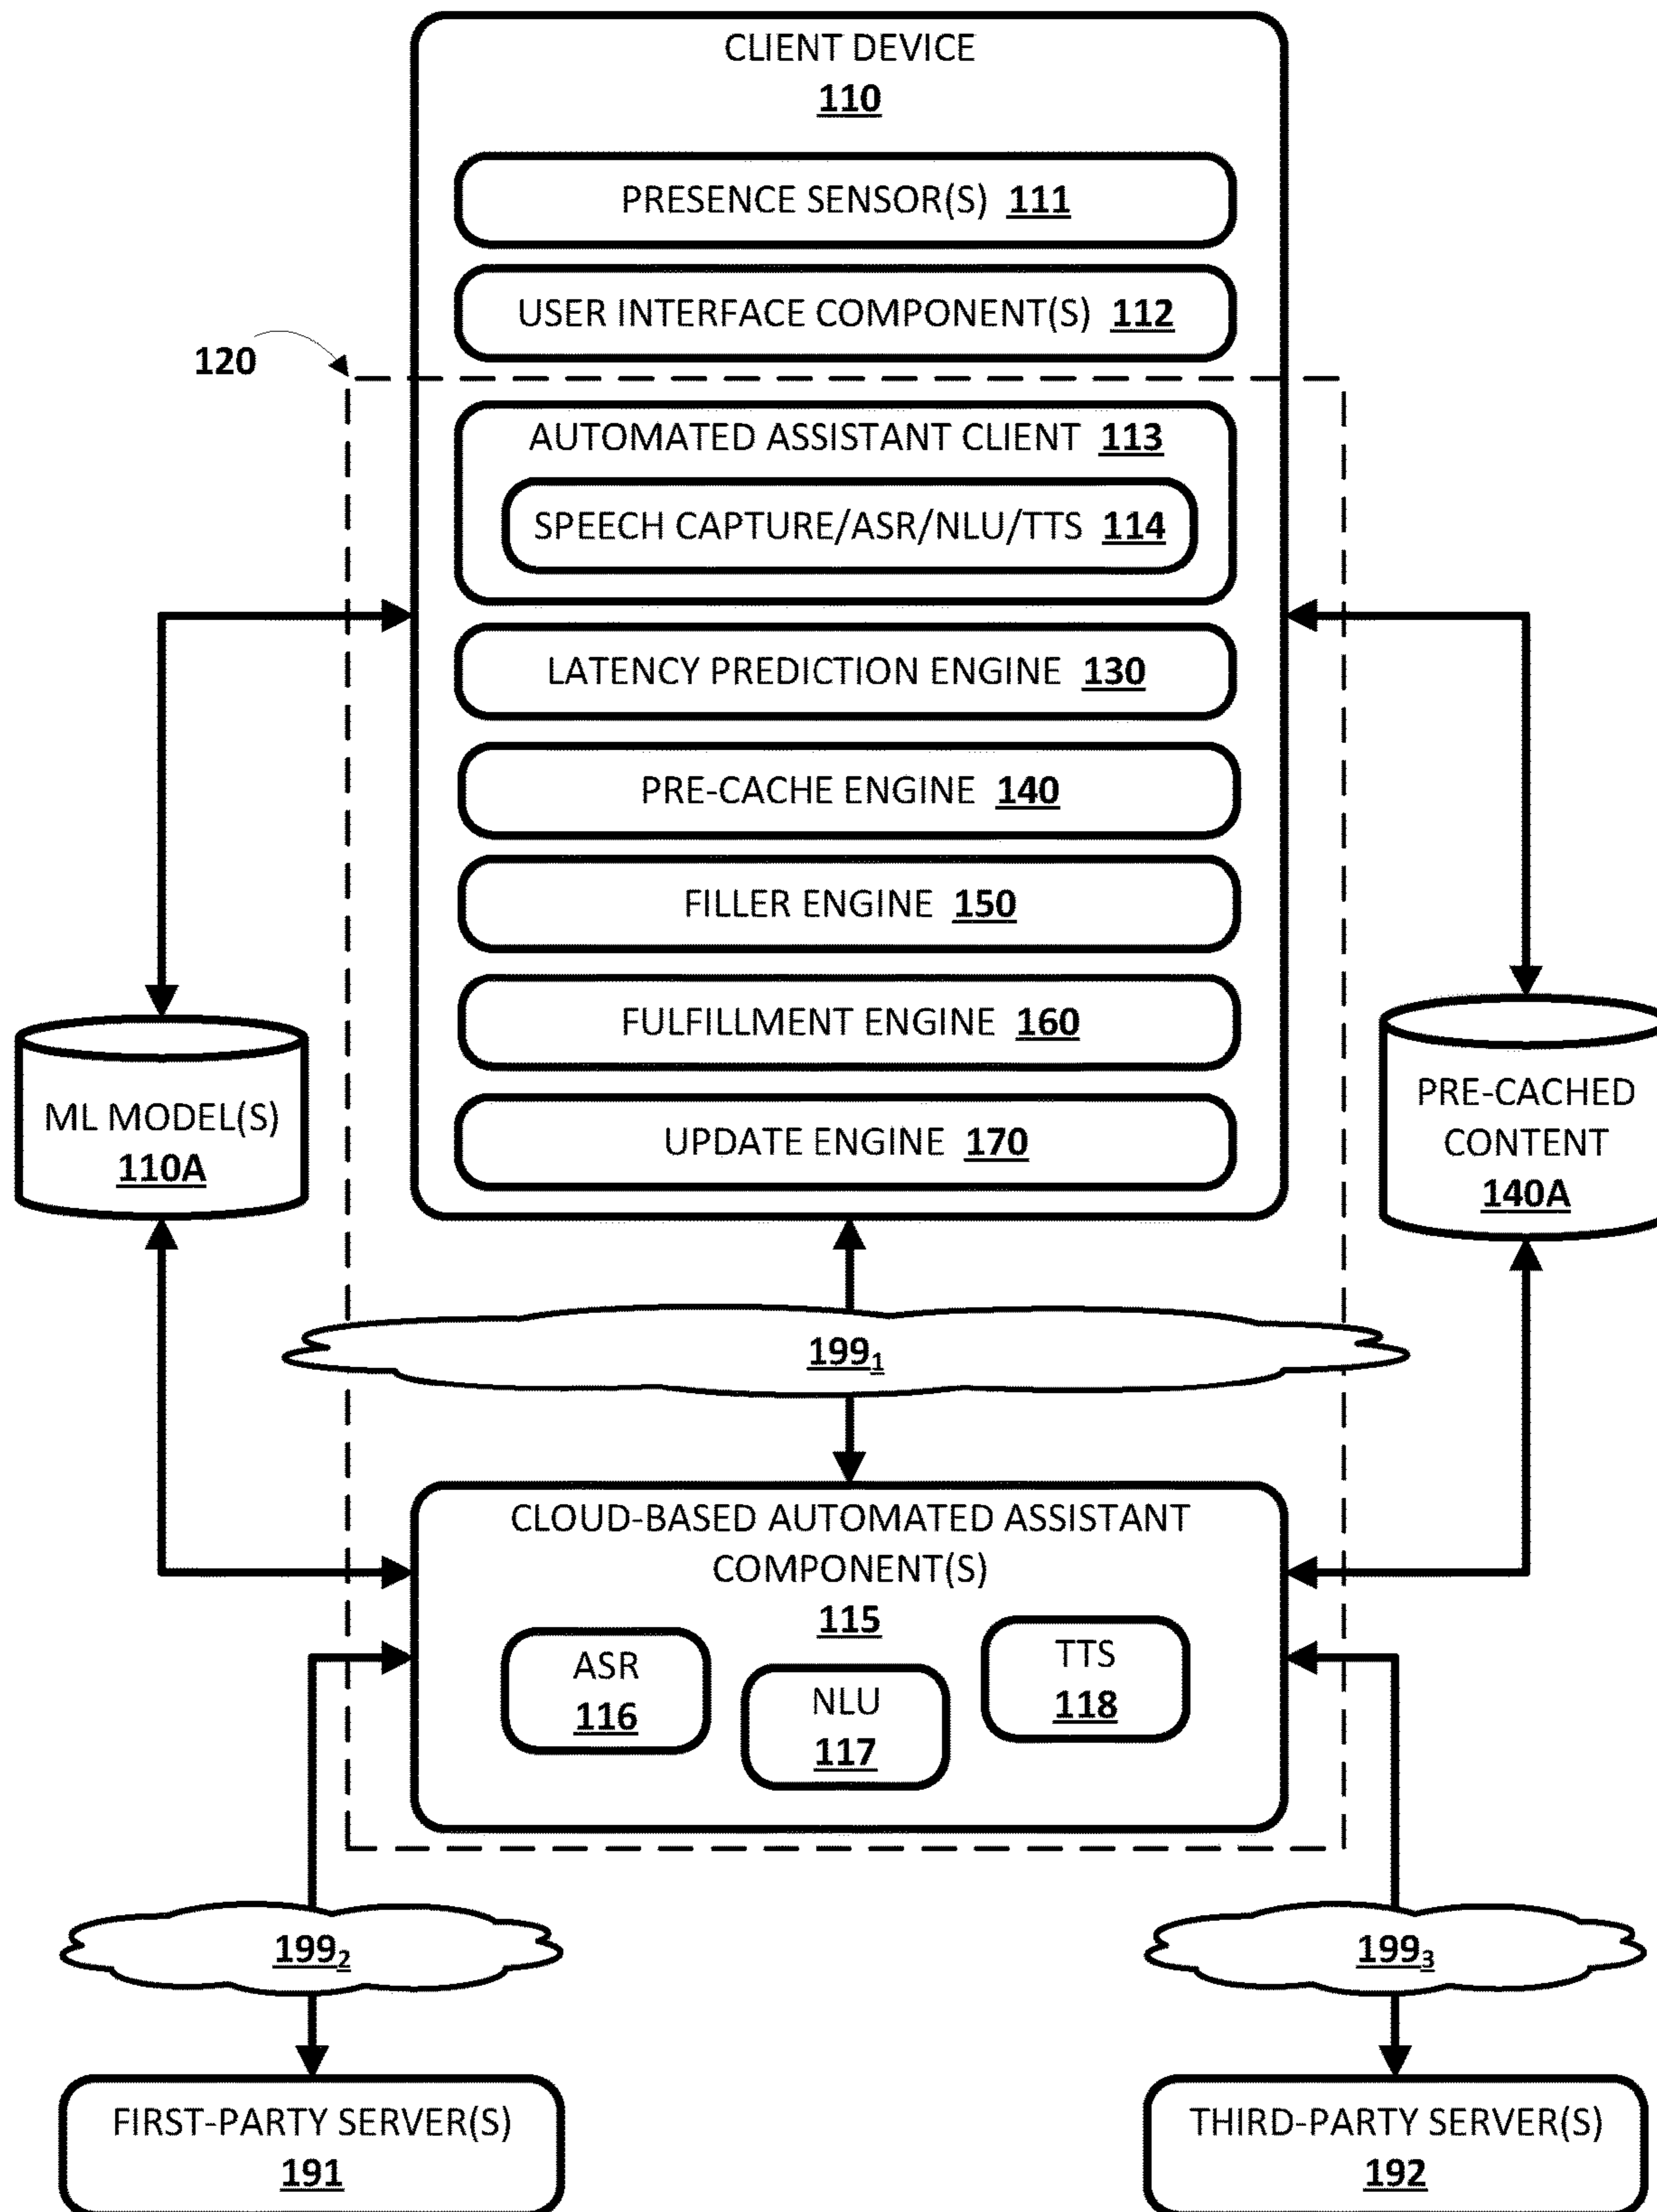 CLIENT DEVICE
110
PRESENCE SENSOR(S) 111
USER INTERFACE COMPONENT(S) 112
120
AUTOMATED ASSISTANT CLIENT 113
SPEECH CAPTURE/ASR/NLU/TTS 114
LATENCY PREDICTION ENGINE 130
PRE-CACHE ENGINE 140
FILLER ENGINE 150
FULFILLMENT ENGINE 160
UPDATE ENGINE 170
ML MODEL(S)
110A
PRE-CACHED
CONTENT
140A
199₁
CLOUD-BASED AUTOMATED ASSISTANT
COMPONENT(S)
115
ASR
116
NLU
117
TTS
118
199₂
199₃
FIRST-PARTY SERVER(S)
191
THIRD-PARTY SERVER(S)
192